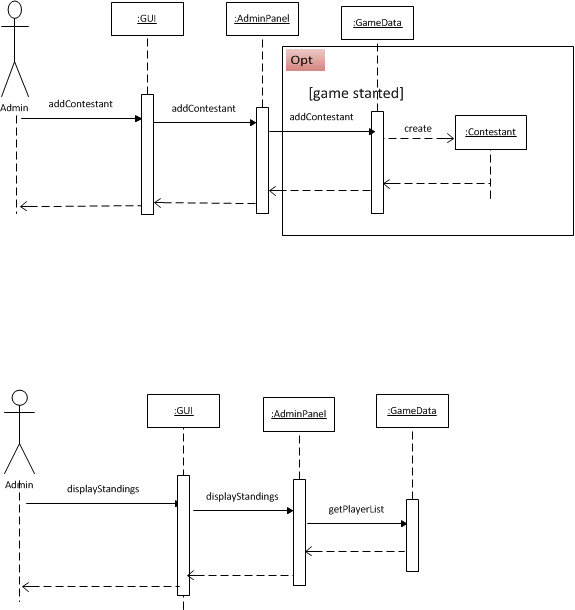 :GUI
:AdminPanel
:GameData
Opt
Admin
addContestant
addContestant
[game started]
addContestant
create
:Contestant
:GUI
:AdminPanel
:GameData
Admin
displayStandings
displayStandings
getPlayerList